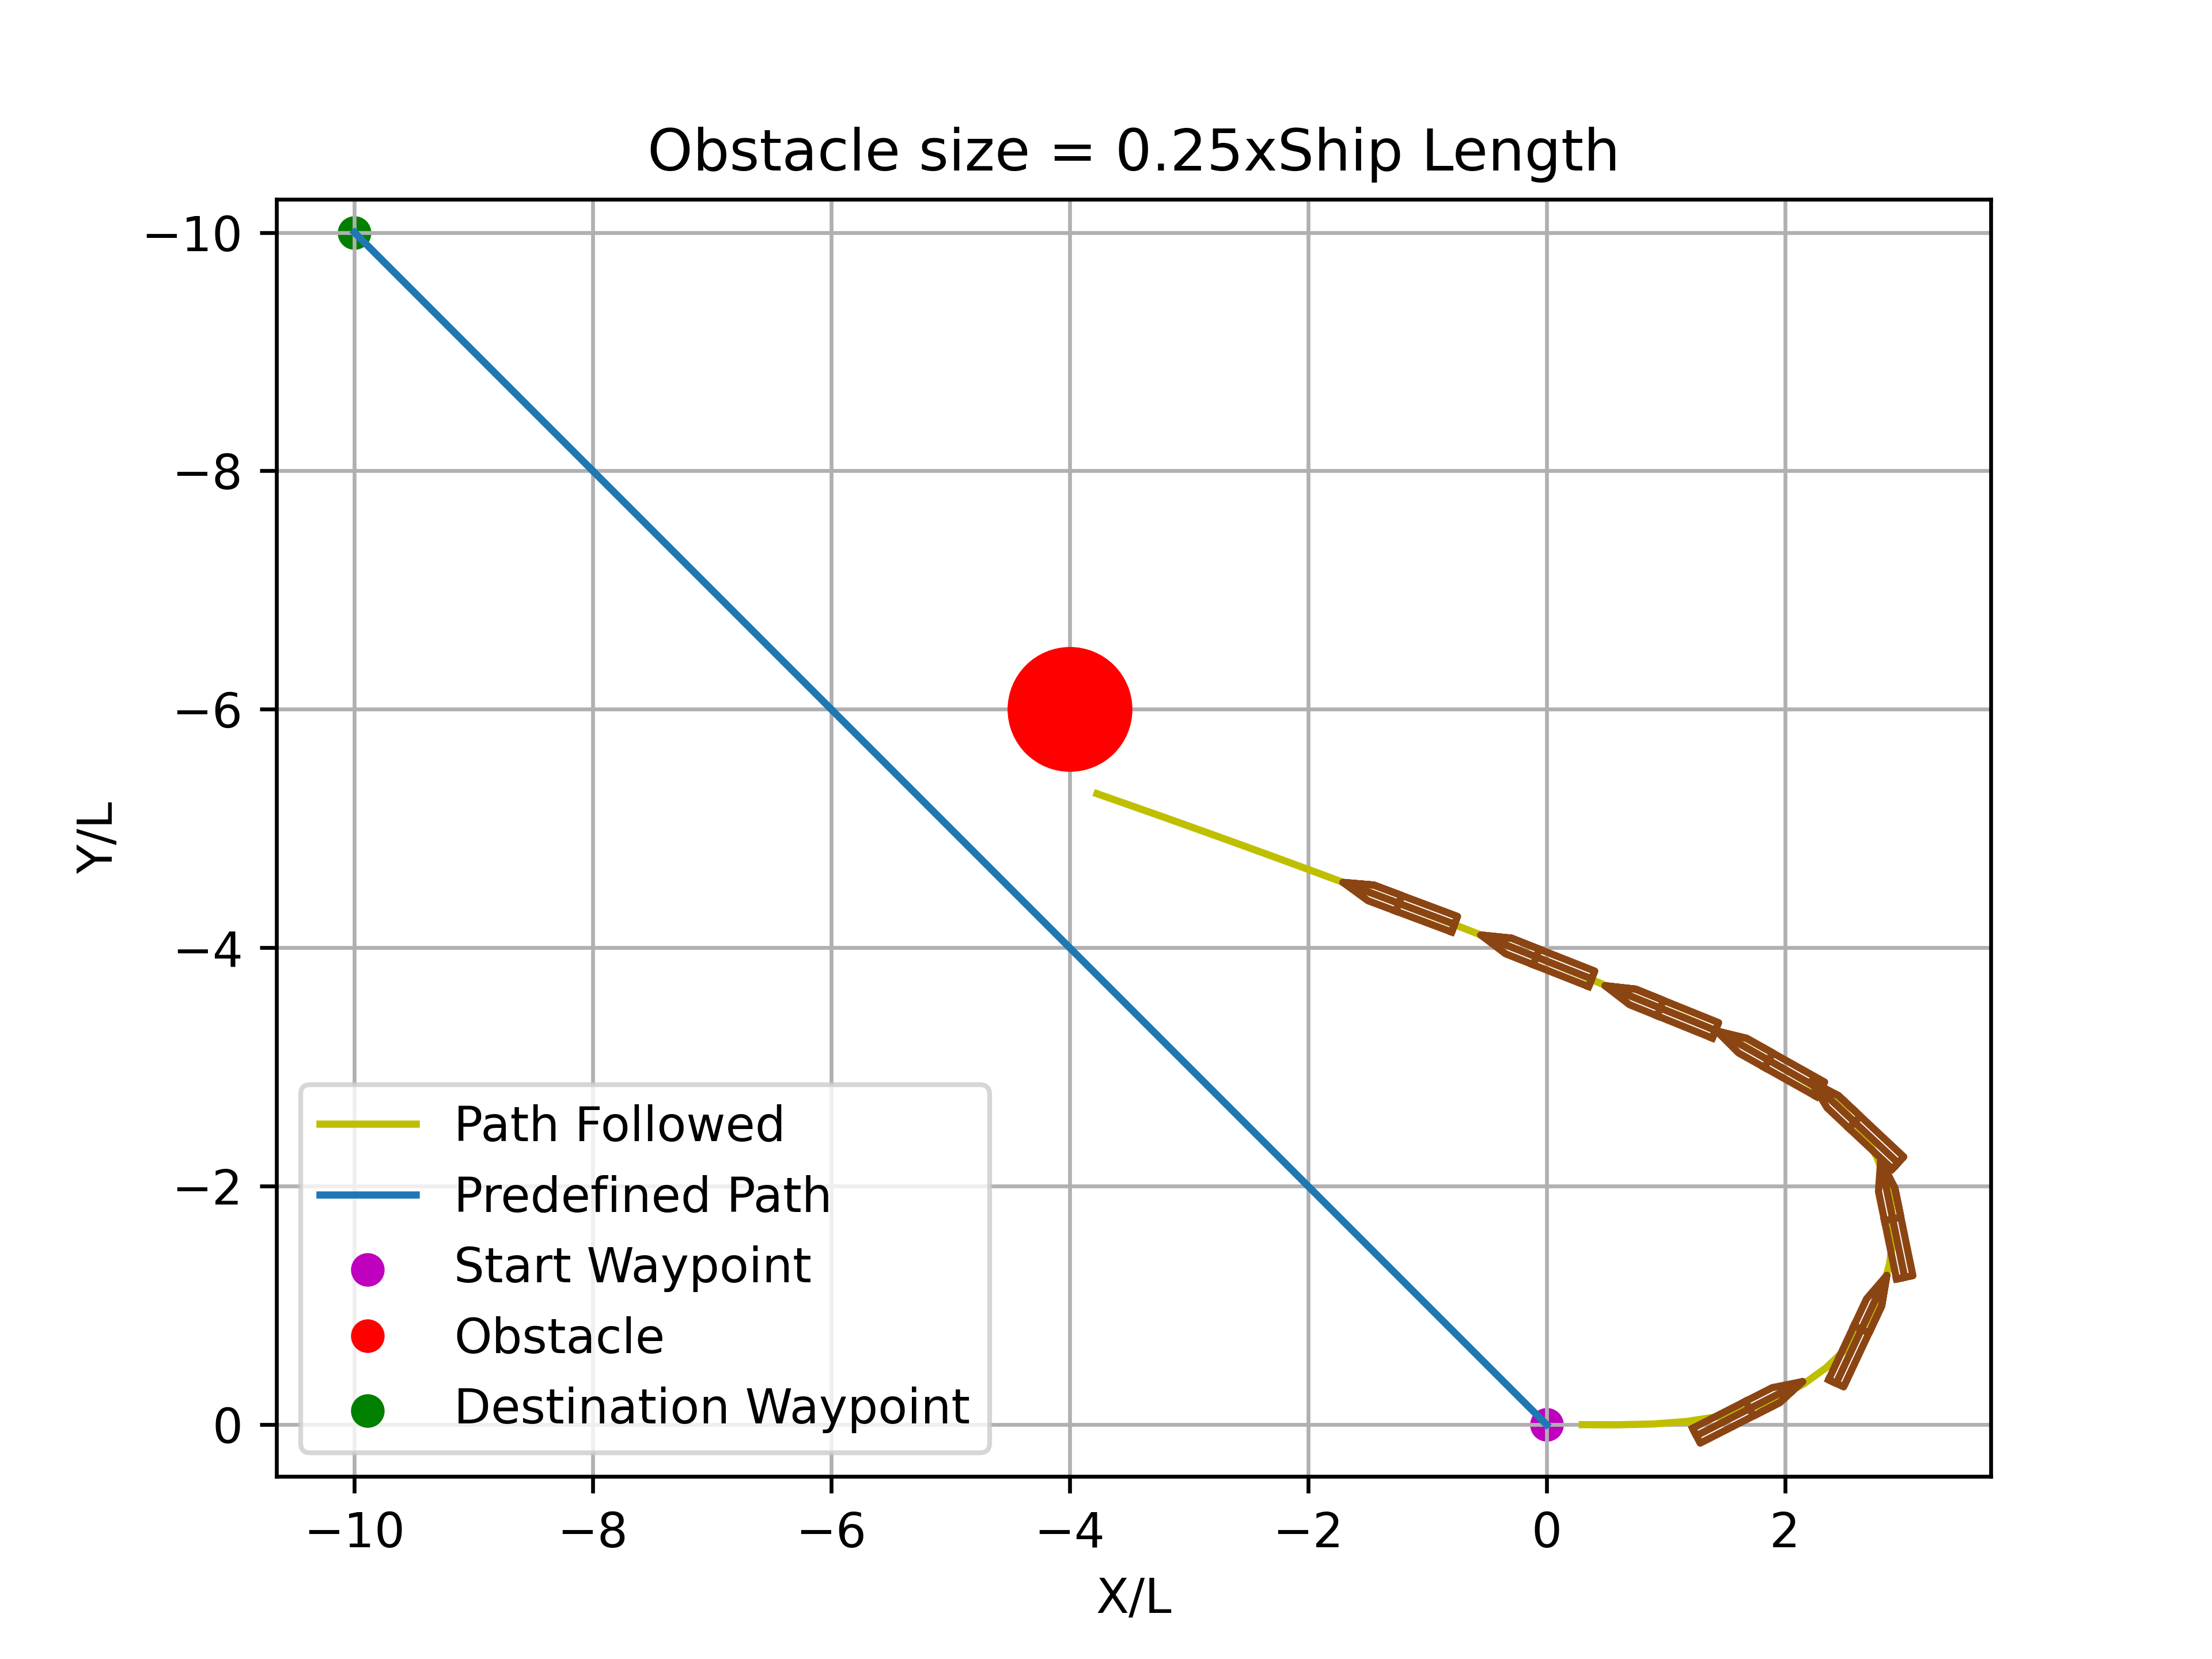 Obstacle size = 0.25xShip Length
−10
−8
−6
−4
−2
0
Y/L
Path Followed
Predefined Path
Start Waypoint
Obstacle
Destination Waypoint
−10 −8 −6 −4 −2 0 2
X/L